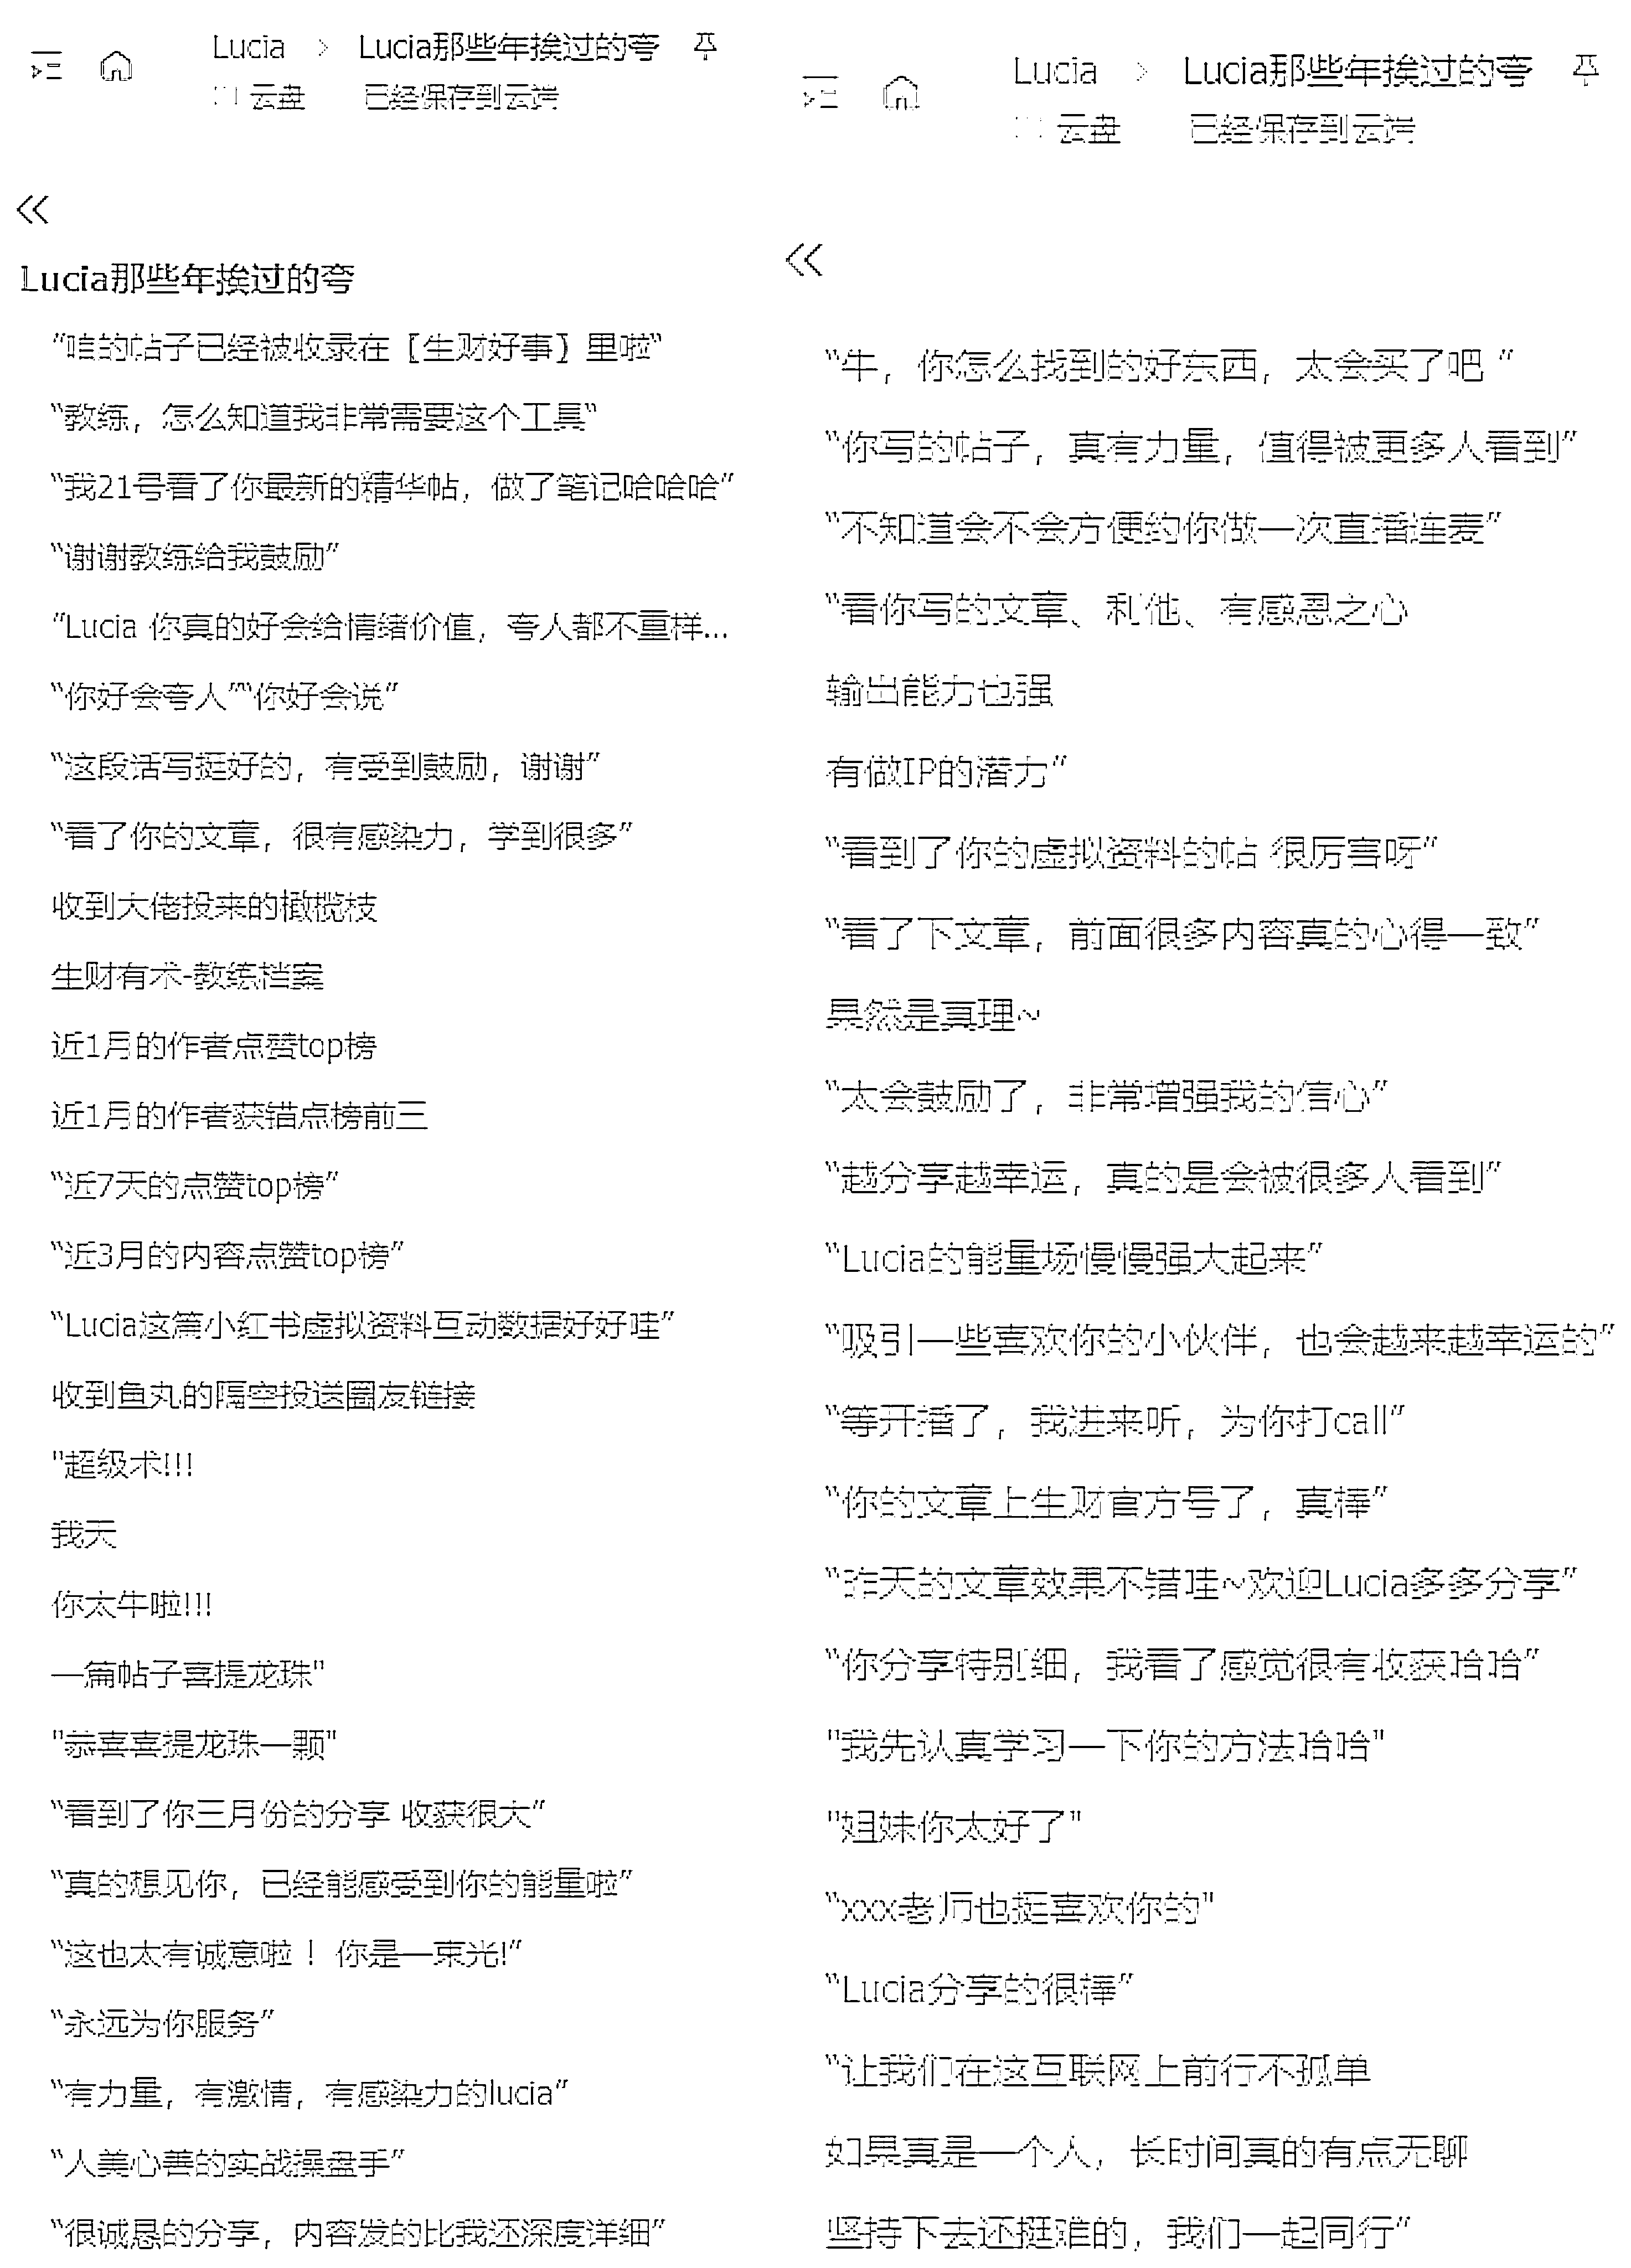 Lucia > Lucia那些年挨过的夸
云盘 已经保存到云端
Lucia那些年挨过的夸
"咱的帖子已经被收录在【生财好事】里啦"
"教练，怎么知道我非常需要这个工具"
"我21号看了你最新的精华帖，做了笔记哈哈哈"
"谢谢教练给我鼓励"
"Lucia 你真的好会给情绪价值，夸人都不重样...
"你好会夸人""你好会说"
"这段话写挺好的，有受到鼓励，谢谢"
"看了你的文章，很有感染力，学到很多"
收到大佬投来的橄榄枝
生财有术-教练档案
近1月的作者点赞top榜
近1月的作者获锚点榜前三
"近7天的点赞top榜"
"近3月的内容点赞top榜"
"Lucia这篇小红书虚拟资料互动数据好好哇"
收到鱼丸的隔空投送圈友链接
"超级术!!!
我天
你太牛啦!!!
一篇帖子喜提龙珠"
"恭喜喜提龙珠一颗"
"看到了你三月份的分享 收获很大"
"真的想见你，已经能感受到你的能量啦"
"这也太有诚意啦！你是一束光!"
"永远为你服务"
"有力量，有激情，有感染力的lucia"
"人美心善的实战操盘手"
"很诚恳的分享，内容发的比我还深度详细"
Lucia > Lucia那些年挨过的夸
云盘 已经保存到云端
"牛，你怎么找到的好东西，太会买了吧 "
"你写的帖子，真有力量，值得被更多人看到"
"不知道会不会方便约你做一次直播连麦"
"看你写的文章、利他、有感恩之心
输出能力也强
有做IP的潜力"
"看到了你的虚拟资料的帖 很厉害呀"
"看了下文章，前面很多内容真的心得一致"
果然是真理~
"太会鼓励了，非常增强我的信心"
"越分享越幸运，真的是会被很多人看到"
"Lucia的能量场慢慢强大起来"
"吸引一些喜欢你的小伙伴，也会越来越幸运的"
"等开播了，我进来听，为你打call"
"你的文章上生财官方号了，真棒"
"昨天的文章效果不错哇~欢迎Lucia多多分享"
"你分享特别细，我看了感觉很有收获哈哈"
"我先认真学习一下你的方法哈哈"
"姐妹你太好了"
"xxx老师也挺喜欢你的"
"Lucia分享的很棒"
"让我们在这互联网上前行不孤单
如果真是一个人，长时间真的有点无聊
坚持下去还挺难的，我们一起同行"